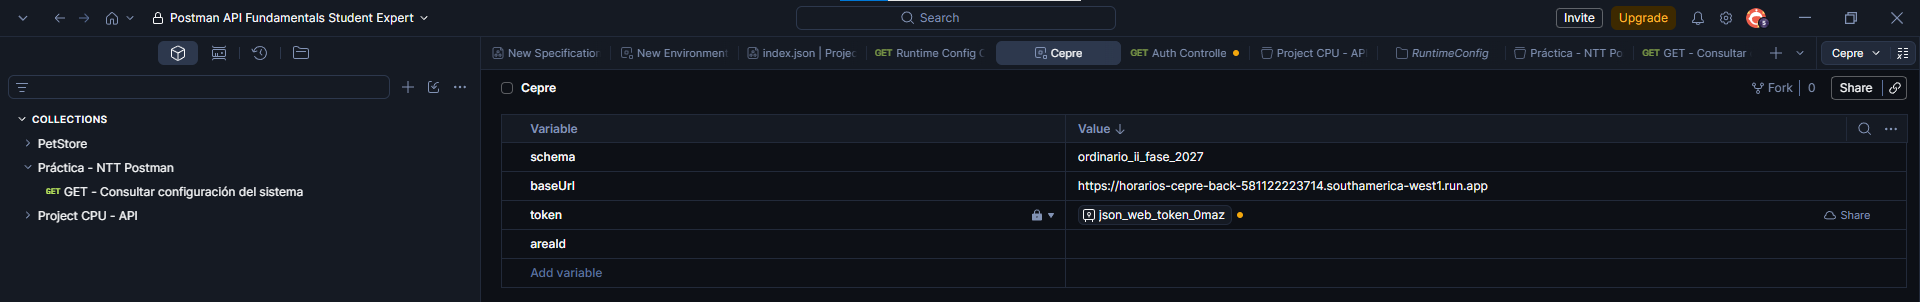 Postman API Fundamentals Student Expert
Search
Invite
Upgrade
New Specification
New Environment
index.json | Projec
GET Runtime Config
Cepre
GET Auth Controlle
Project CPU - API
RuntimeConfig
Práctica - NTT Po
GET GET - Consultar
Cepre
Cepre
Fork 0
Share
COLLECTIONS
PetStore
Práctica - NTT Postman
GET GET - Consultar configuración del sistema
Project CPU - API
Variable Value
schema ordinario_ii_fase_2027
baseUrl https://horarios-cepre-back-581122223714.southamerica-west1.run.app
token json_web_token_0maz Share
areaId
Add variable